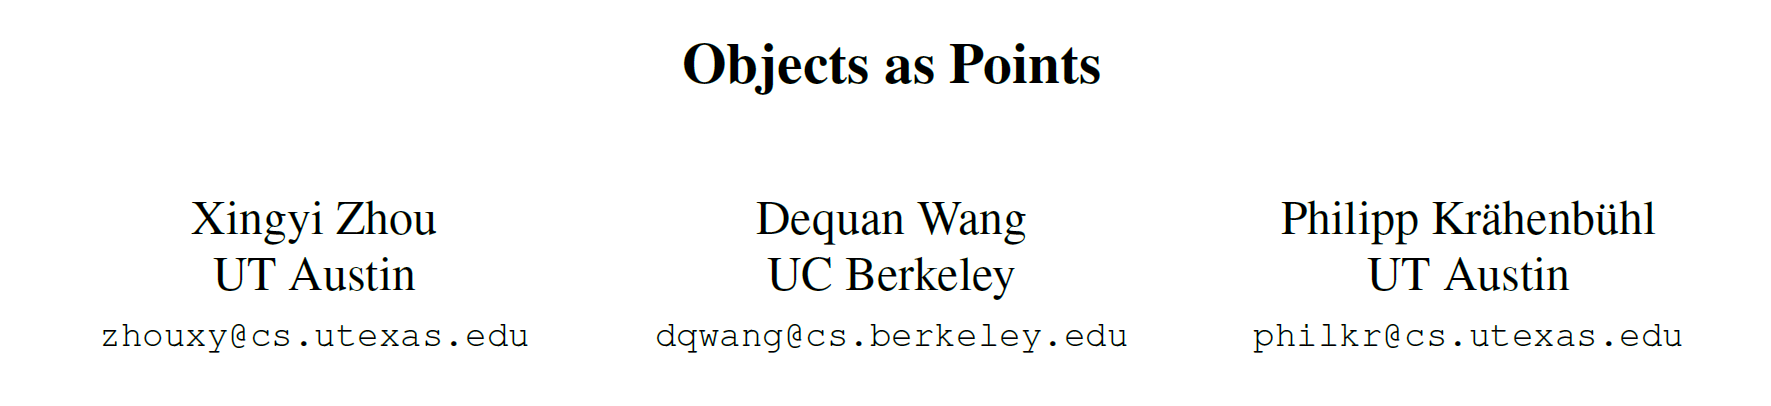 Objects as Points
Xingyi Zhou
UT Austin
zhouxy@cs.utexas.edu
Dequan Wang
UC Berkeley
dqwang@cs.berkeley.edu
Philipp Krähenbühl
UT Austin
philkr@cs.utexas.edu